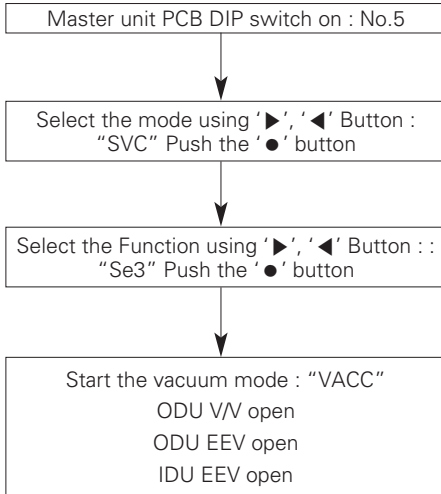 Master unit PCB DIP switch on : No.5
Select the mode using ‘▶’, ‘◀’ Button :
“SVC” Push the ‘●’ button
Select the Function using ‘▶’, ‘◀’ Button : :
“Se3” Push the ‘●’ button
Start the vacuum mode : “VACC”
ODU V/V open
ODU EEV open
IDU EEV open